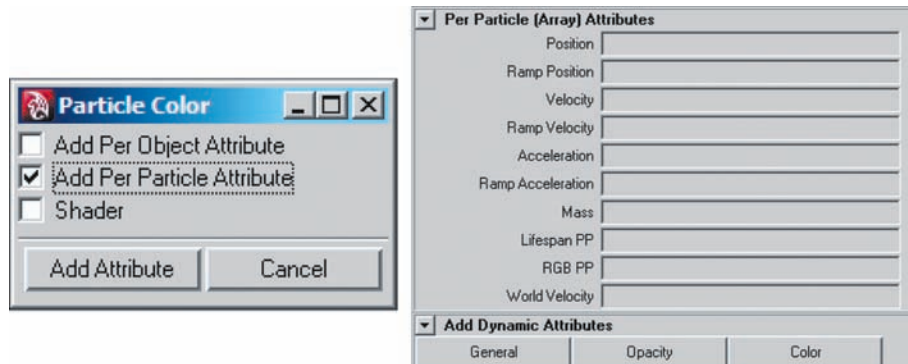 Particle Color
Add Per Object Attribute
Add Per Particle Attribute
Shader
Add Attribute
Cancel
Per Particle (Array) Attributes
Position
Ramp Position
Velocity
Ramp Velocity
Acceleration
Ramp Acceleration
Mass
Lifespan PP
RGB PP
World Velocity
Add Dynamic Attributes
General
Opacity
Color